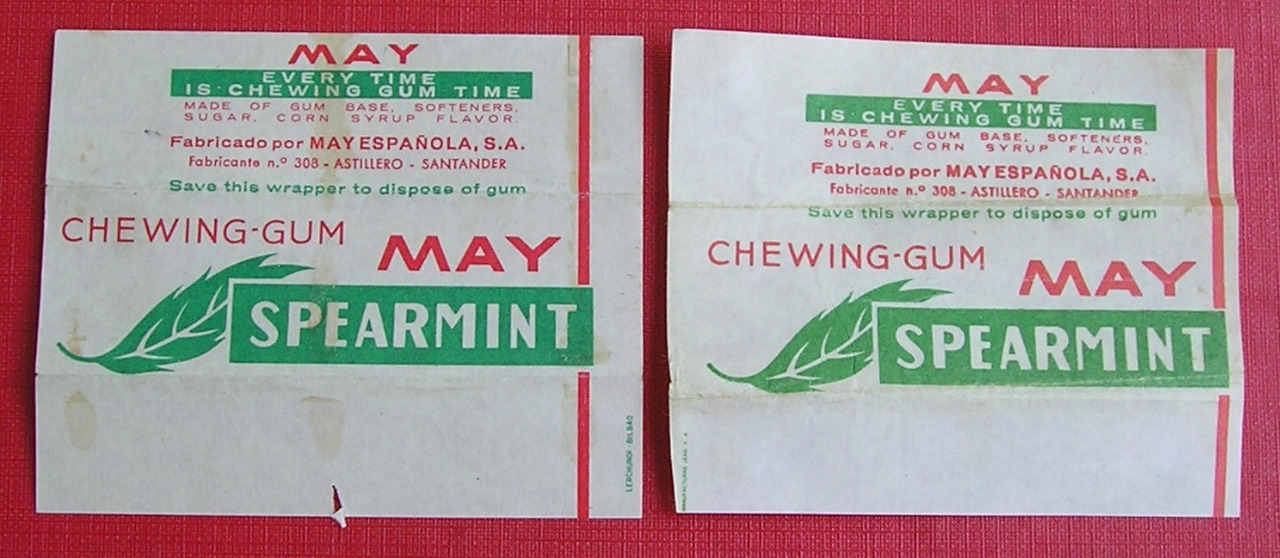 MAY
EVERY TIME
IS CHEWING GUM TIME
MADE OF GUM BASE, SOFTENERS,
SUGAR, CORN SYRUP FLAVOR.
Fabricado por MAY ESPAÑOLA, S.A.
Fabricante n.º 308 - ASTILLERO - SANTANDER
Save this wrapper to dispose of gum
CHEWING-GUM
MAY
SPEARMINT
LERCHUNDI - BILBAO
MAY
EVERY TIME
IS CHEWING GUM TIME
MADE OF GUM BASE, SOFTENERS,
SUGAR, CORN SYRUP FLAVOR.
Fabricado por MAY ESPAÑOLA, S.A.
Fabricante n.º 308 - ASTILLERO - SANTANDER
Save this wrapper to dispose of gum
CHEWING-GUM
MAY
SPEARMINT